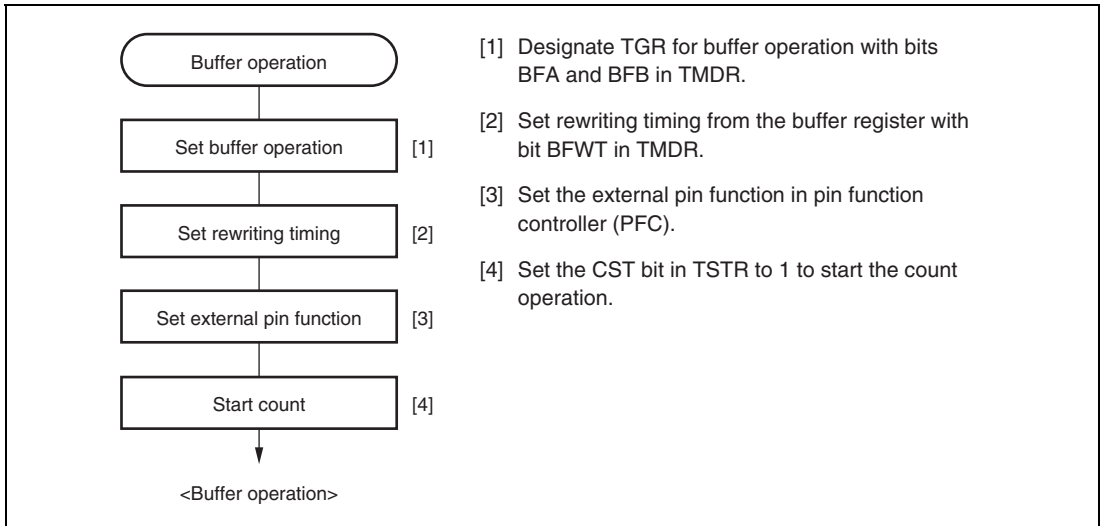 Buffer operation
Set buffer operation [1]
Set rewriting timing [2]
Set external pin function [3]
Start count [4]
<Buffer operation>
[1] Designate TGR for buffer operation with bits
BFA and BFB in TMDR.
[2] Set rewriting timing from the buffer register with
bit BFWT in TMDR.
[3] Set the external pin function in pin function
controller (PFC).
[4] Set the CST bit in TSTR to 1 to start the count
operation.